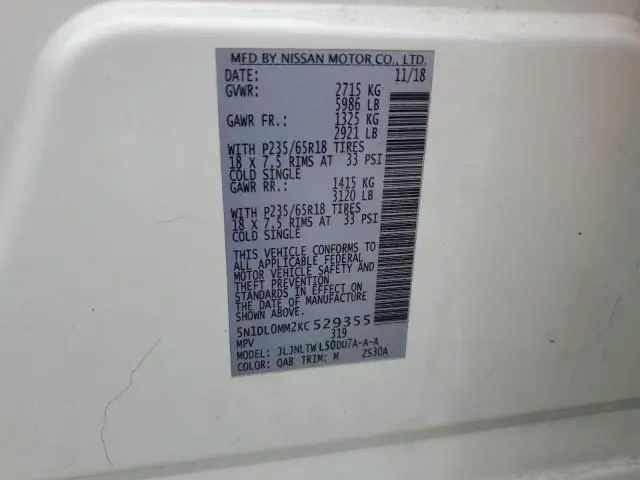 MFD BY NISSAN MOTOR CO., LTD.
DATE: 11/18
GVWR: 2715 KG
5986 LB
GAWR FR.: 1325 KG
2921 LB
WITH P235/65R18 TIRES
18 X 7.5 RIMS AT 33 PSI
COLD SINGLE
GAWR RR.: 1415 KG
3120 LB
WITH P235/65R18 TIRES
18 X 7.5 RIMS AT 33 PSI
COLD SINGLE
THIS VEHICLE CONFORMS TO
ALL APPLICABLE FEDERAL
MOTOR VEHICLE SAFETY AND
THEFT PREVENTION
STANDARDS IN EFFECT ON
THE DATE OF MANUFACTURE
SHOWN ABOVE.
5N1DL0MM2KC529355
MPV 319
MODEL: JLJNLTWL50DU7A-A-A
COLOR: QAB TRIM: M ZS30A